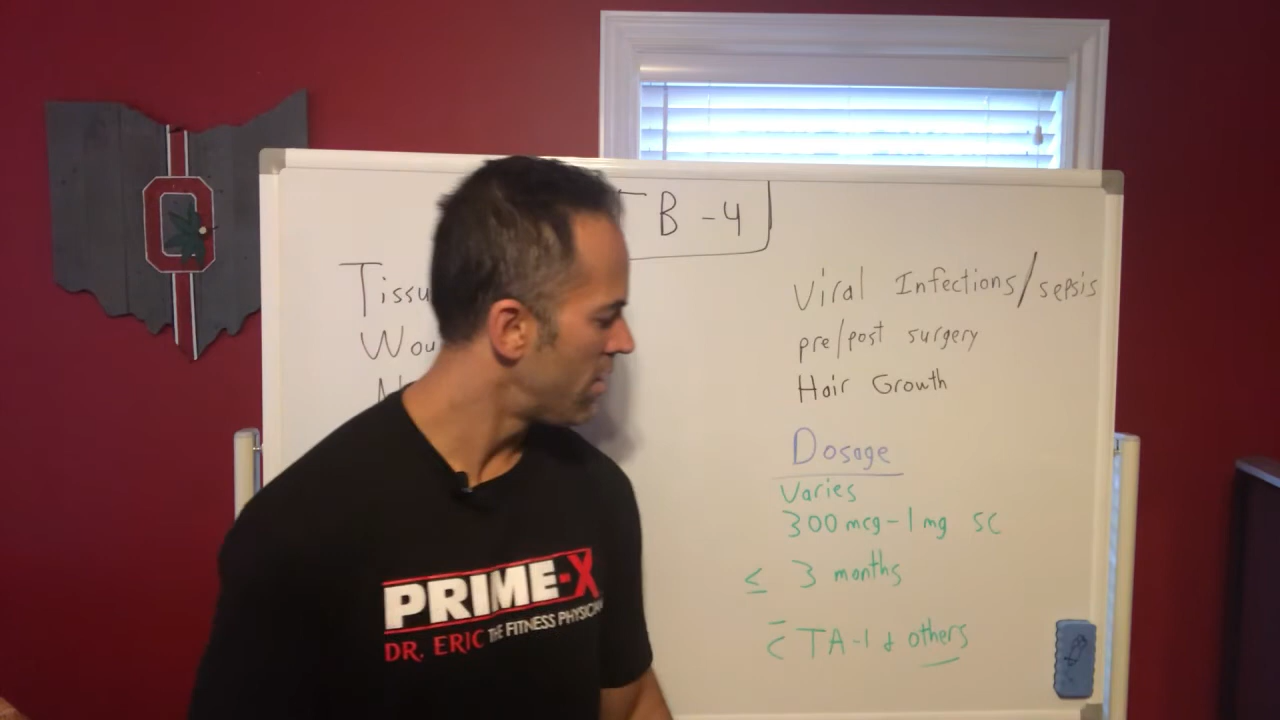 B-4
Viral Infections/sepsis
pre/post surgery
Hair Growth
Dosage
Varies
300 mcg-1 mg SC
≤ 3 months
c̄ TA-1 & others
PRIME-X
DR. ERIC THE FITNESS PHYSICIAN
O